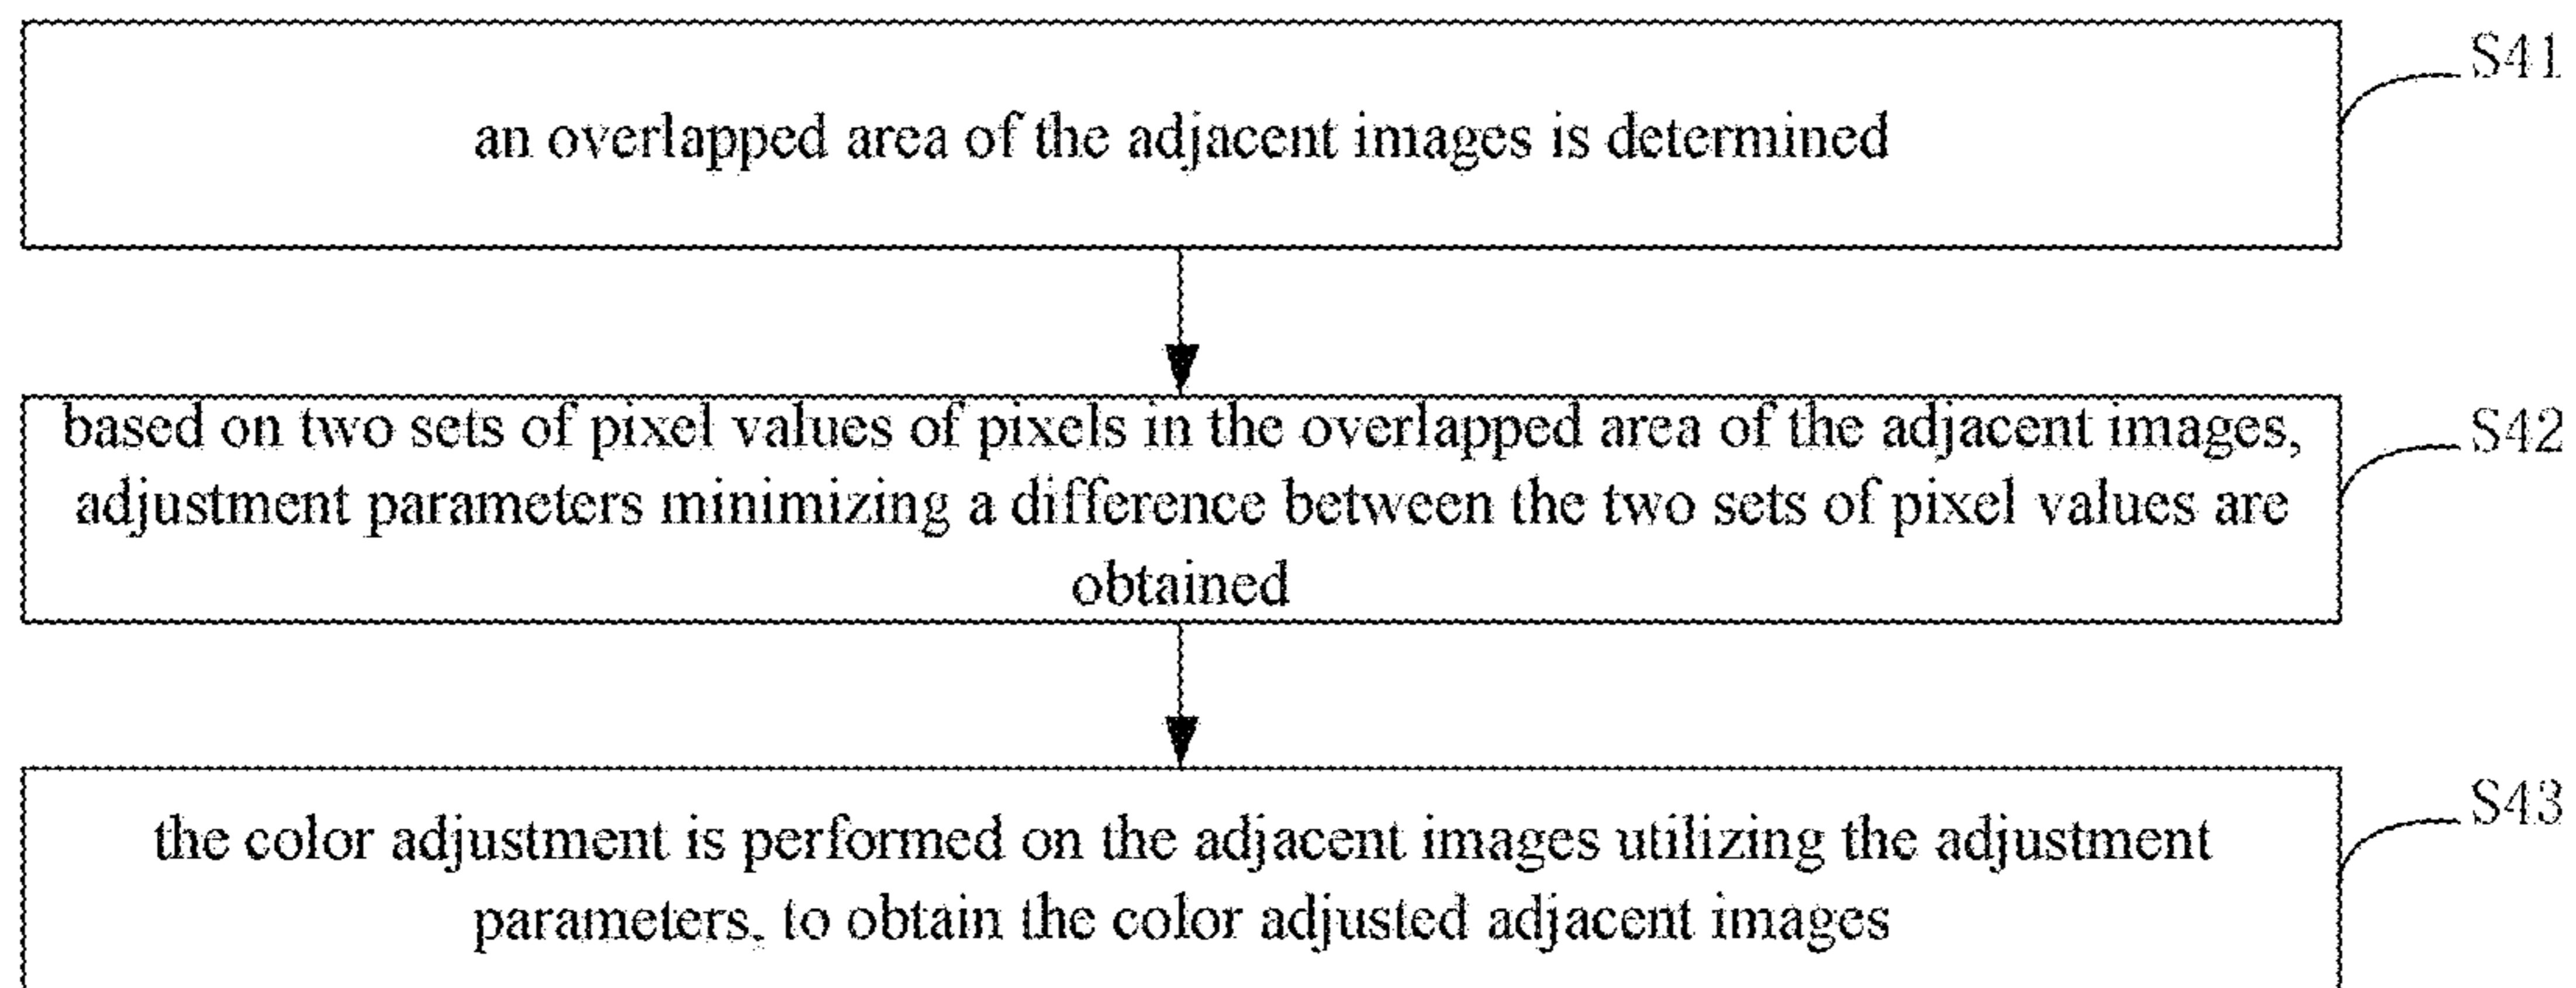 S41
an overlapped area of the adjacent images is determined
S42
based on two sets of pixel values of pixels in the overlapped area of the adjacent images,
adjustment parameters minimizing a difference between the two sets of pixel values are
obtained
S43
the color adjustment is performed on the adjacent images utilizing the adjustment
parameters, to obtain the color adjusted adjacent images